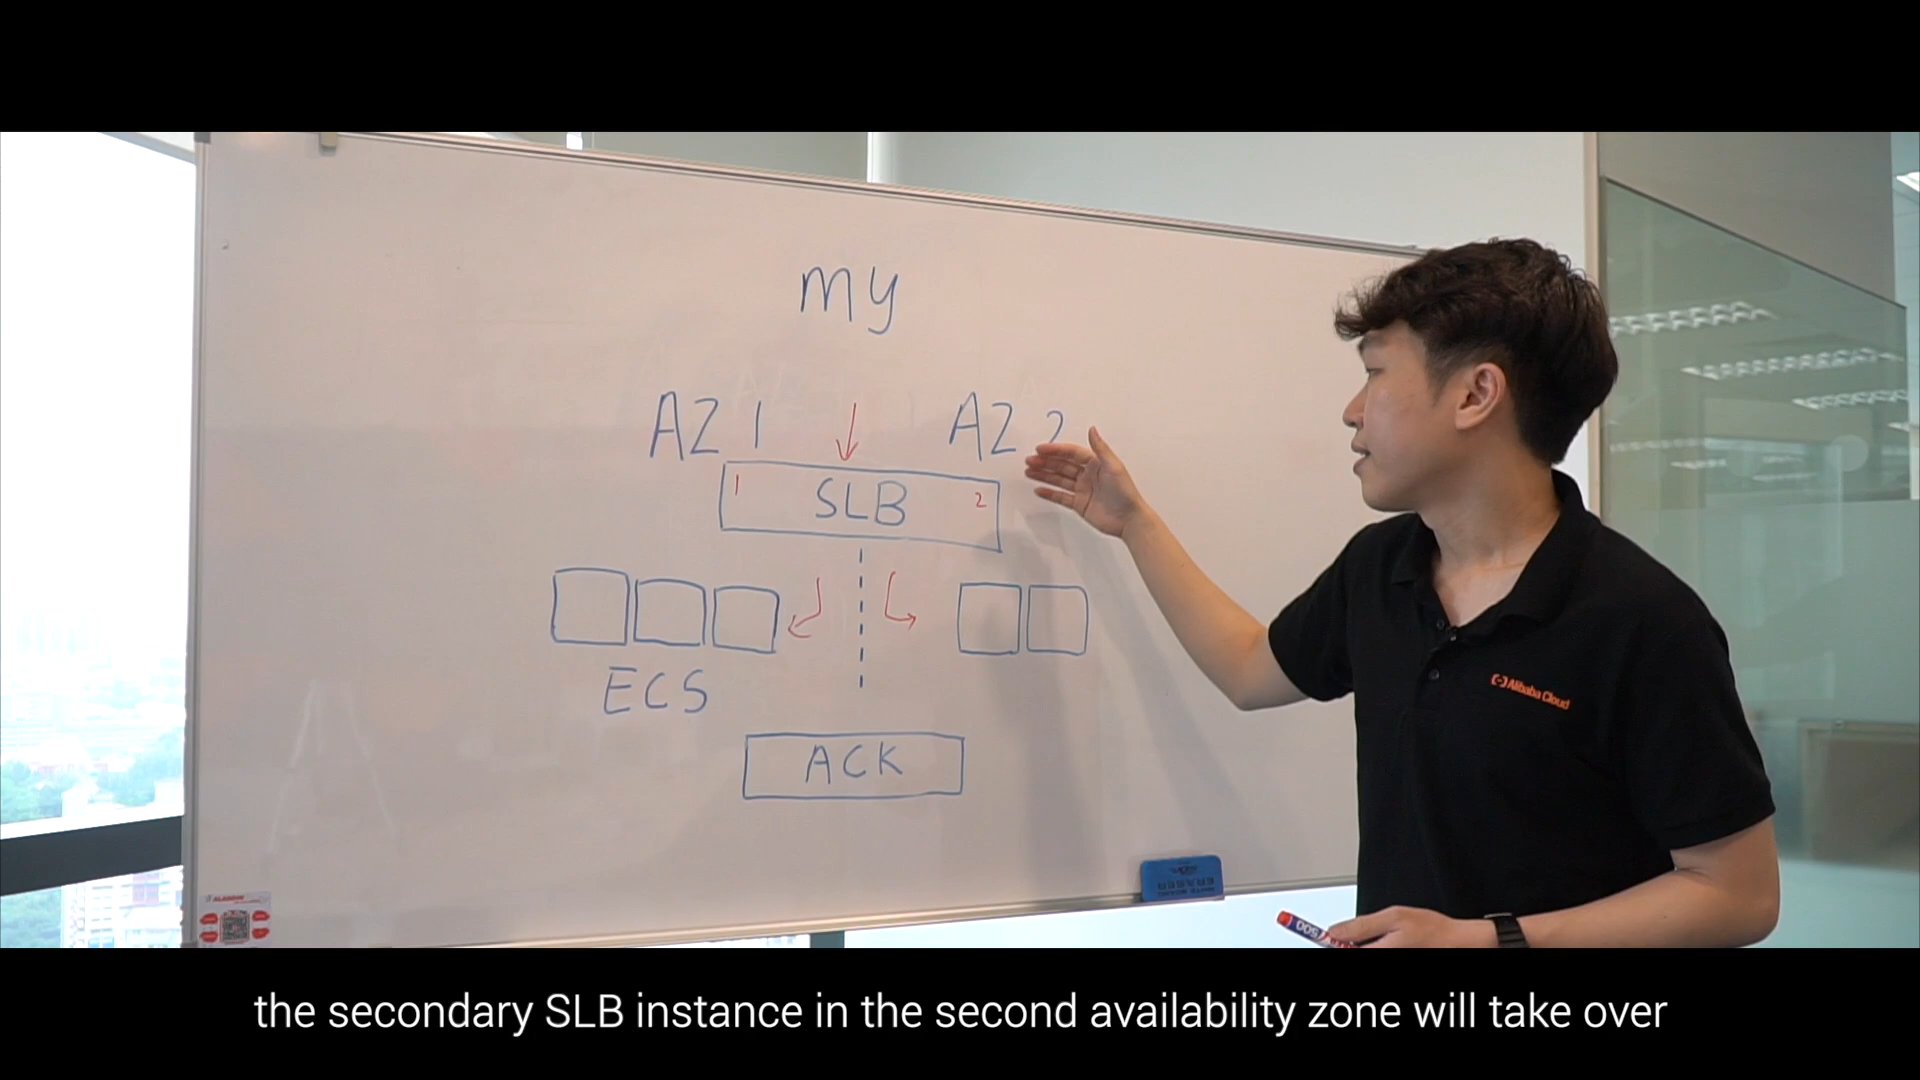 my
AZ 1
AZ 2
1
SLB
2
ECS
ACK
[-] Alibaba Cloud
500
the secondary SLB instance in the second availability zone will take over